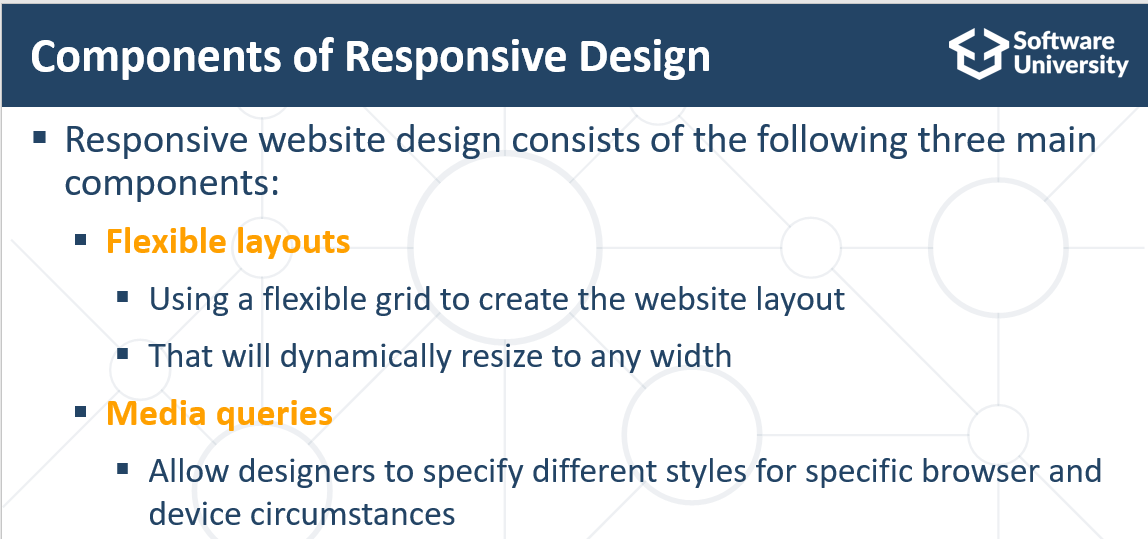 Components of Responsive Design
Software
University
Responsive website design consists of the following three main
components:
Flexible layouts
Using a flexible grid to create the website layout
That will dynamically resize to any width
Media queries
Allow designers to specify different styles for specific browser and
device circumstances